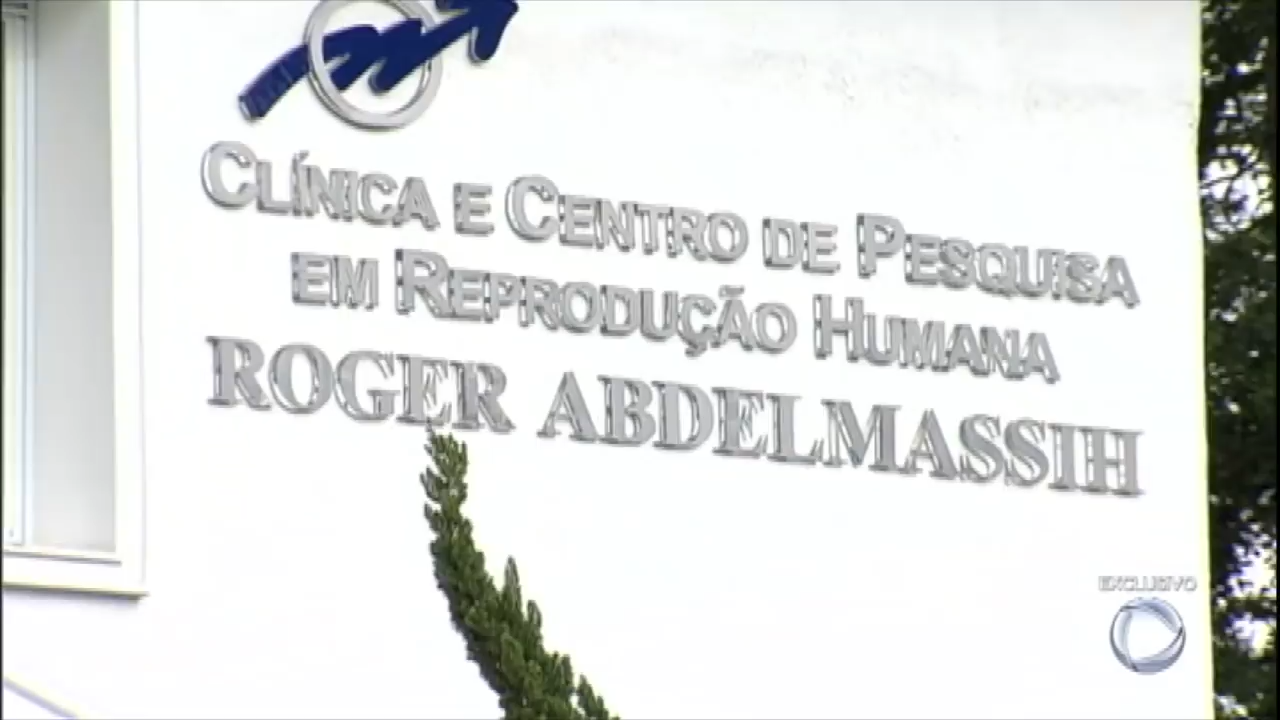 CLÍNICA E CENTRO DE PESQUISA
EM REPRODUÇÃO HUMANA
ROGER ABDELMASSIH
EXCLUSIVO